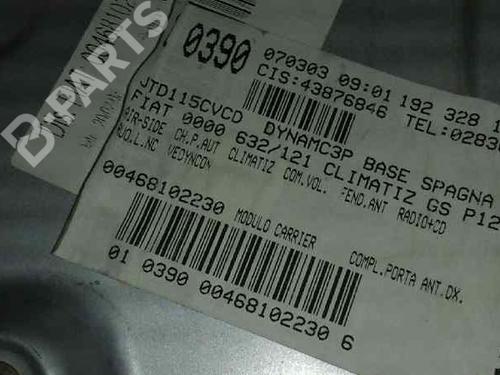 B-PARTS
0390
070303 09:01 192 328 1
CIS:43876846 TEL:02830
JTD115CVCD DYNAMC3P BASE SPAGNA
FIAT 0000 632/121 CLIMATIZ GS P12
AIR-SIDE CH.P.AUT CLIMATIZ COM.VOL. FEND.ANT RADIO+CD
RUO.L.NC VEDYNCON
00468102230
MODULO CARRIER
COMPL.PORTA ANT.DX.
01 0390 00468102230 6